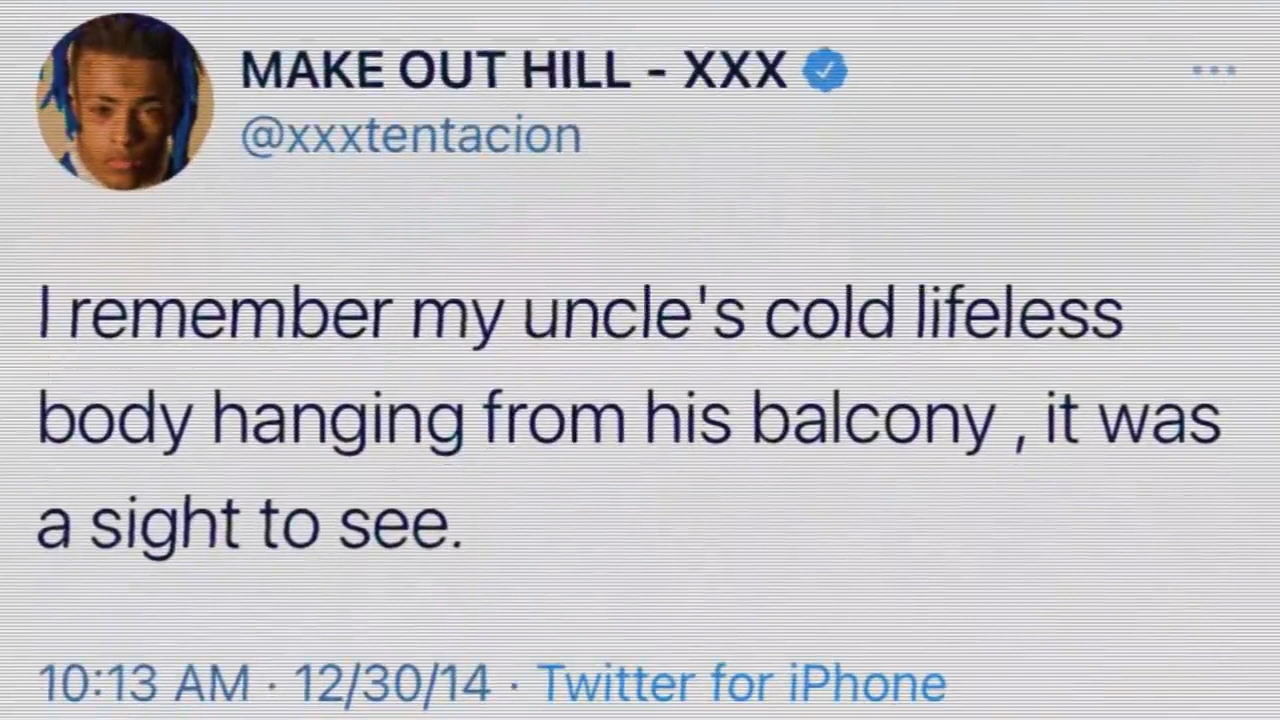 MAKE OUT HILL - XXX
@xxxtentacion
I remember my uncle's cold lifeless
body hanging from his balcony , it was
a sight to see.
10:13 AM · 12/30/14 · Twitter for iPhone